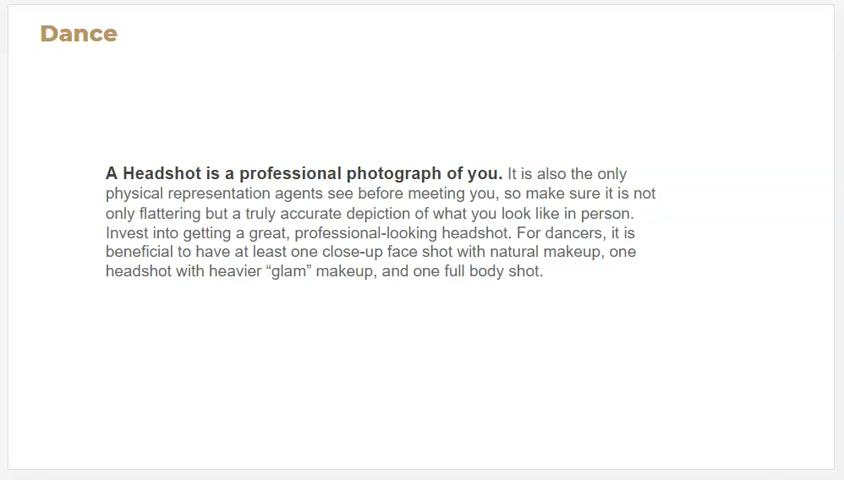 Dance
A Headshot is a professional photograph of you. It is also the only
physical representation agents see before meeting you, so make sure it is not
only flattering but a truly accurate depiction of what you look like in person.
Invest into getting a great, professional-looking headshot. For dancers, it is
beneficial to have at least one close-up face shot with natural makeup, one
headshot with heavier “glam” makeup, and one full body shot.